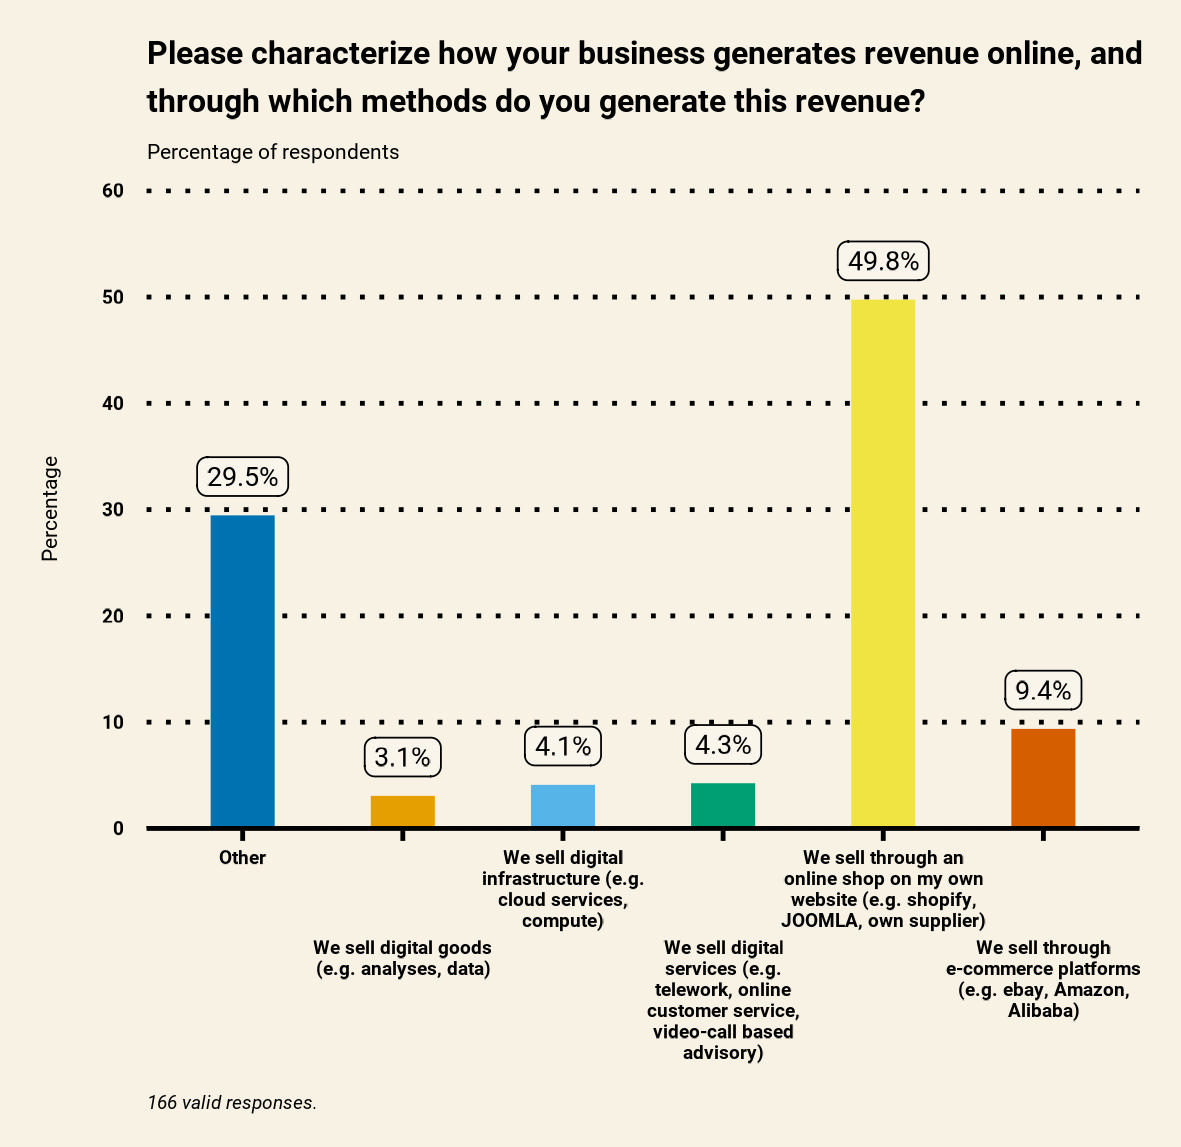 Please characterize how your business generates revenue online, and
through which methods do you generate this revenue?
Percentage of respondents
60
50
40
30
20
10
0
Percentage
29.5%
3.1%
4.1%
4.3%
49.8%
9.4%
Other
We sell digital goods
(e.g. analyses, data)
We sell digital
infrastructure (e.g.
cloud services,
compute)
We sell digital
services (e.g.
telework, online
customer service,
video-call based
advisory)
We sell through an
online shop on my own
website (e.g. shopify,
JOOMLA, own supplier)
We sell through
e-commerce platforms
(e.g. ebay, Amazon,
Alibaba)
166 valid responses.